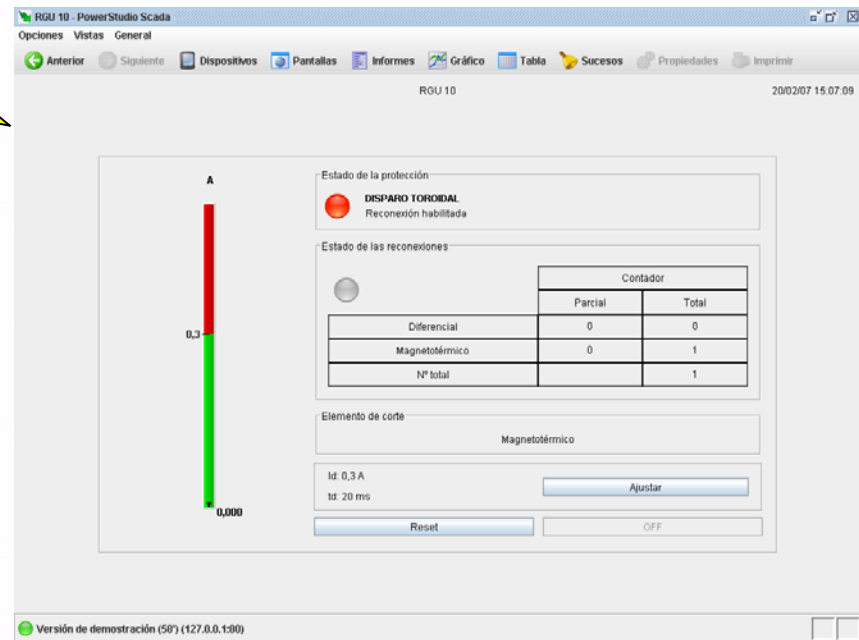 RGU 10 - PowerStudio Scada
Opciones Vistas General
Anterior Siguiente Dispositivos Pantallas Informes Gráfico Tabla Sucesos Propiedades Imprimir
RGU 10 20/02/07 15:07:09
A
Estado de la protección
DISPARO TOROIDAL
Reconexión habilitada
Estado de las reconexiones
Contador
Parcial Total
Diferencial 0 0
0,3
Magnetotérmico 0 1
Nº total 1
Elemento de corte
Magnetotérmico
Id: 0,3 A
td: 20 ms
Ajustar
0,000
Reset OFF
Versión de demostración (58') (127.0.0.1:80)